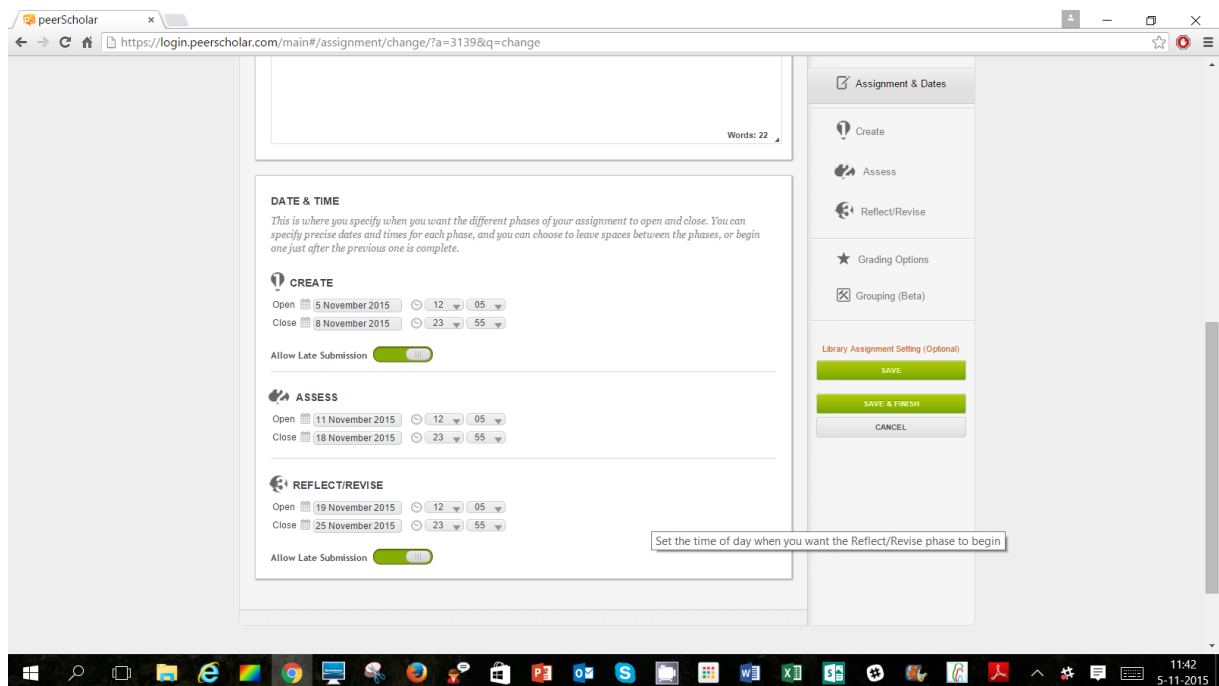 peerScholar
https://login.peerscholar.com/main#/assignment/change/?a=3139&q=change
Words: 22
DATE & TIME
This is where you specify when you want the different phases of your assignment to open and close. You can
specify precise dates and times for each phase, and you can choose to leave spaces between the phases, or begin
one just after the previous one is complete.
CREATE
Open 5 November 2015 12 05
Close 8 November 2015 23 55
Allow Late Submission
ASSESS
Open 11 November 2015 12 05
Close 18 November 2015 23 55
REFLECT/REVISE
Open 19 November 2015 12 05
Close 25 November 2015 23 55
Allow Late Submission
Assignment & Dates
Create
Assess
Reflect/Revise
Grading Options
Grouping (Beta)
Library Assignment Setting (Optional)
SAVE
SAVE & FINISH
CANCEL
Set the time of day when you want the Reflect/Revise phase to begin
11:42
5-11-2015